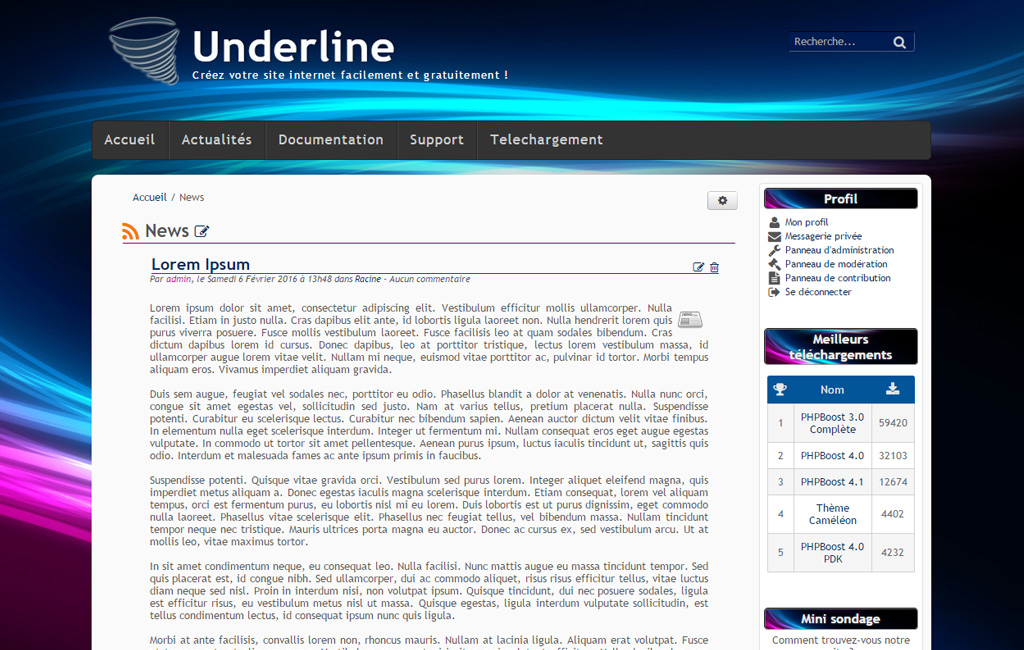 Underline
Créez votre site internet facilement et gratuitement !
Recherche...
Accueil
Actualités
Documentation
Support
Telechargement
Accueil / News
News
Lorem Ipsum
Par admin, le Samedi 6 Février 2016 à 13h48 dans Racine - Aucun commentaire
Lorem ipsum dolor sit amet, consectetur adipiscing elit. Vestibulum efficitur mollis ullamcorper. Nulla
facilisi. Etiam in justo nulla. Cras dapibus elit ante, id lobortis ligula laoreet non. Nulla hendrerit lorem quis
purus viverra posuere. Fusce mollis vestibulum laoreet. Fusce facilisis leo at quam sodales bibendum. Cras
dictum dapibus lorem id cursus. Donec dapibus, leo at porttitor tristique, lectus lorem vestibulum massa, id
ullamcorper augue lorem vitae velit. Nullam mi neque, euismod vitae porttitor ac, pulvinar id tortor. Morbi tempus
aliquam eros. Vivamus imperdiet aliquam gravida.
Duis sem augue, feugiat vel sodales nec, porttitor eu odio. Phasellus blandit a dolor at venenatis. Nulla nunc orci,
congue sit amet egestas vel, sollicitudin sed justo. Nam at varius tellus, pretium placerat nulla. Suspendisse
potenti. Curabitur eu scelerisque lectus. Curabitur nec bibendum sapien. Aenean auctor dictum velit vitae finibus.
In elementum nulla eget scelerisque interdum. Integer ut fermentum mi. Nullam consequat eros eget augue egestas
vulputate. In commodo ut tortor sit amet pellentesque. Aenean purus ipsum, luctus iaculis tincidunt ut, sagittis quis
odio. Interdum et malesuada fames ac ante ipsum primis in faucibus.
Suspendisse potenti. Quisque vitae gravida orci. Vestibulum sed purus lorem. Integer aliquet eleifend magna, quis
imperdiet metus aliquam a. Donec egestas iaculis magna scelerisque interdum. Etiam consequat, lorem vel aliquam
tempus, orci est fermentum purus, eu lobortis nisl mi eu lorem. Duis lobortis est ut purus dignissim, eget commodo
nulla laoreet. Phasellus vitae scelerisque elit. Phasellus nec feugiat tellus, vel bibendum massa. Nullam tincidunt
tempor neque nec tristique. Mauris ultrices porta magna eu auctor. Donec ac cursus ex, sed vestibulum arcu. Ut at
mollis leo, vitae maximus tortor.
In sit amet condimentum neque, eu consequat leo. Nulla facilisi. Nunc mattis augue eu massa tincidunt tempor. Sed
quis placerat est, id congue nibh. Sed ullamcorper, dui ac commodo aliquet, risus risus efficitur tellus, vitae luctus
diam neque sed nisl. Proin in interdum nisi, non volutpat ipsum. Quisque tincidunt, dui nec posuere sodales, ligula
est efficitur risus, eu vestibulum metus nisl ut massa. Quisque egestas, ligula interdum vulputate sollicitudin, est
tellus condimentum lectus, id consequat ipsum nunc quis ligula.
Morbi at ante facilisis, convallis lorem non, rhoncus mauris. Nullam at lacinia ligula. Aliquam erat volutpat. Fusce
Profil
Mon profil
Messagerie privée
Panneau d'administration
Panneau de modération
Panneau de contribution
Se déconnecter
Meilleurs
téléchargements
Nom
1 PHPBoost 3.0 Complète 59420
2 PHPBoost 4.0 32103
3 PHPBoost 4.1 12674
4 Thème Caméléon 4402
5 PHPBoost 4.0 PDK 4232
Mini sondage
Comment trouvez-vous notre